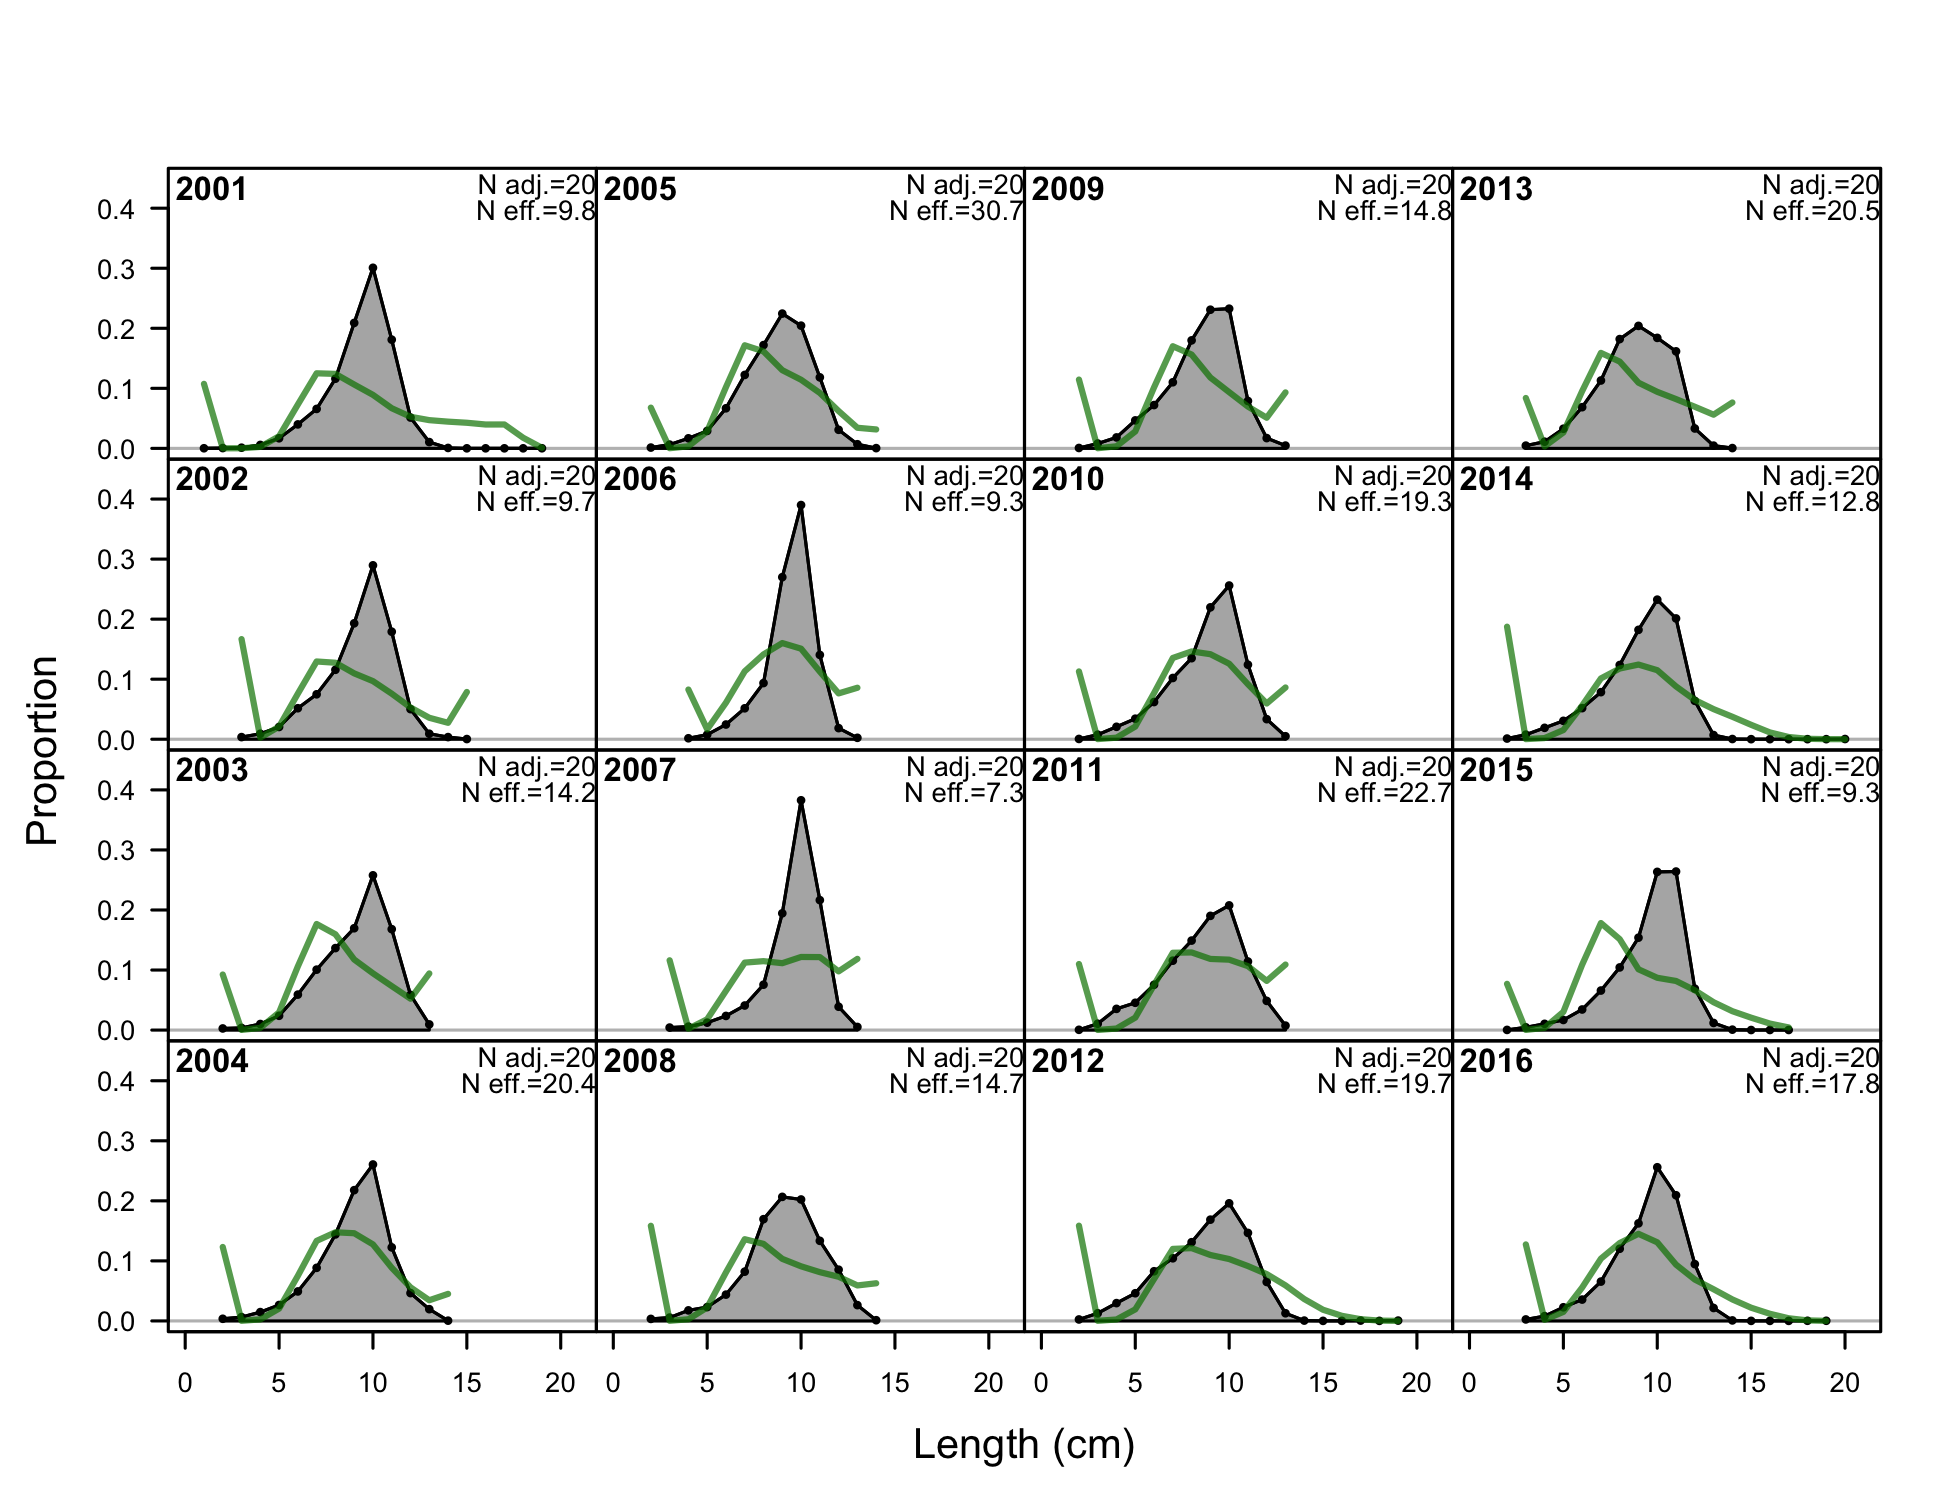 2001
N adj.=20
N eff.=9.8
2005
N adj.=20
N eff.=30.7
2009
N adj.=20
N eff.=14.8
2013
N adj.=20
N eff.=20.5
0.4
0.3
0.2
0.1
0.0
2002
N adj.=20
N eff.=9.7
2006
N adj.=20
N eff.=9.3
2010
N adj.=20
N eff.=19.3
2014
N adj.=20
N eff.=12.8
0.4
0.3
0.2
0.1
0.0
2003
N adj.=20
N eff.=14.2
2007
N adj.=20
N eff.=7.3
2011
N adj.=20
N eff.=22.7
2015
N adj.=20
N eff.=9.3
0.4
0.3
0.2
0.1
0.0
2004
N adj.=20
N eff.=20.4
2008
N adj.=20
N eff.=14.7
2012
N adj.=20
N eff.=19.7
2016
N adj.=20
N eff.=17.8
0.4
0.3
0.2
0.1
0.0
0 5 10 15 20 0 5 10 15 20 0 5 10 15 20 0 5 10 15 20
Length (cm)
Proportion